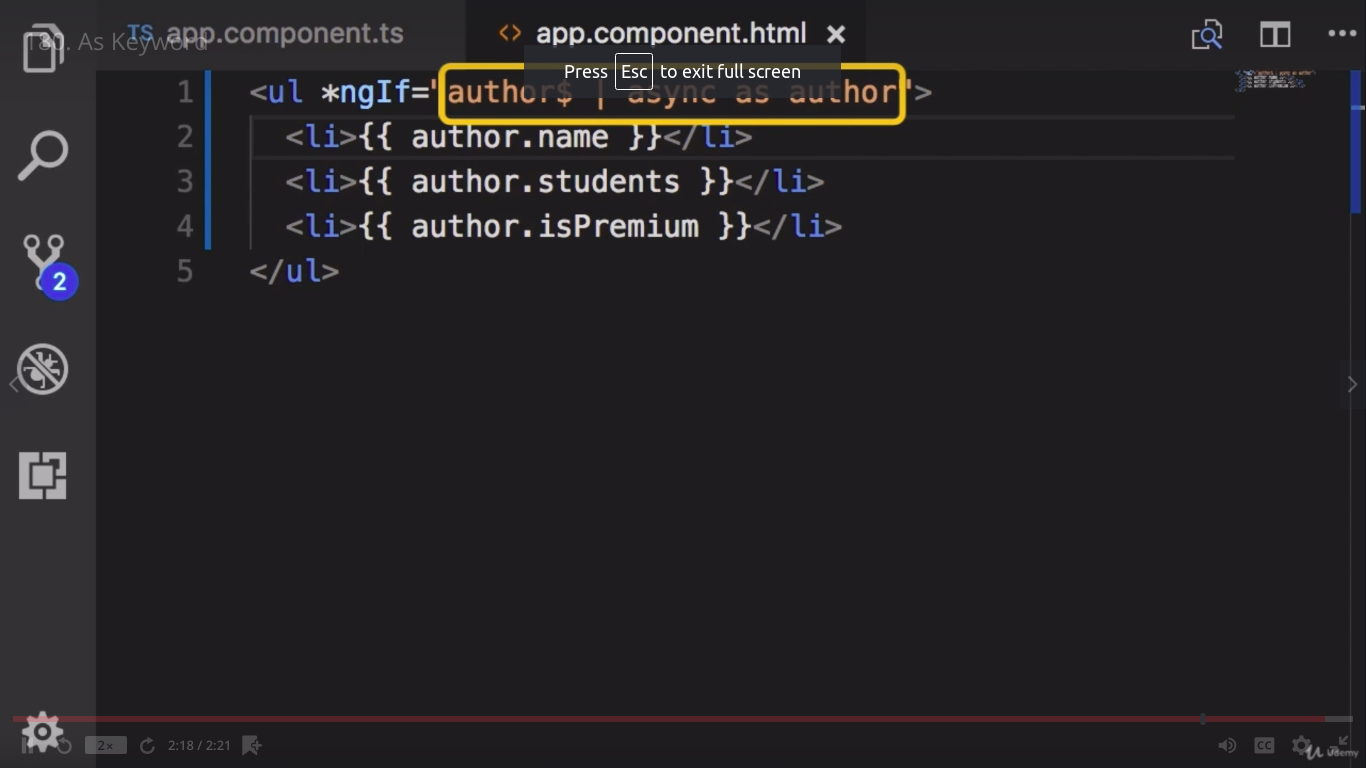 180. As Keyword
TS app.component.ts
<> app.component.html ×
Press Esc to exit full screen
1 <ul *ngIf="author$ | async as author">
2 <li>{{ author.name }}</li>
3 <li>{{ author.students }}</li>
4 <li>{{ author.isPremium }}</li>
5 </ul>
2
2x 2:18 / 2:21
CC
Udemy